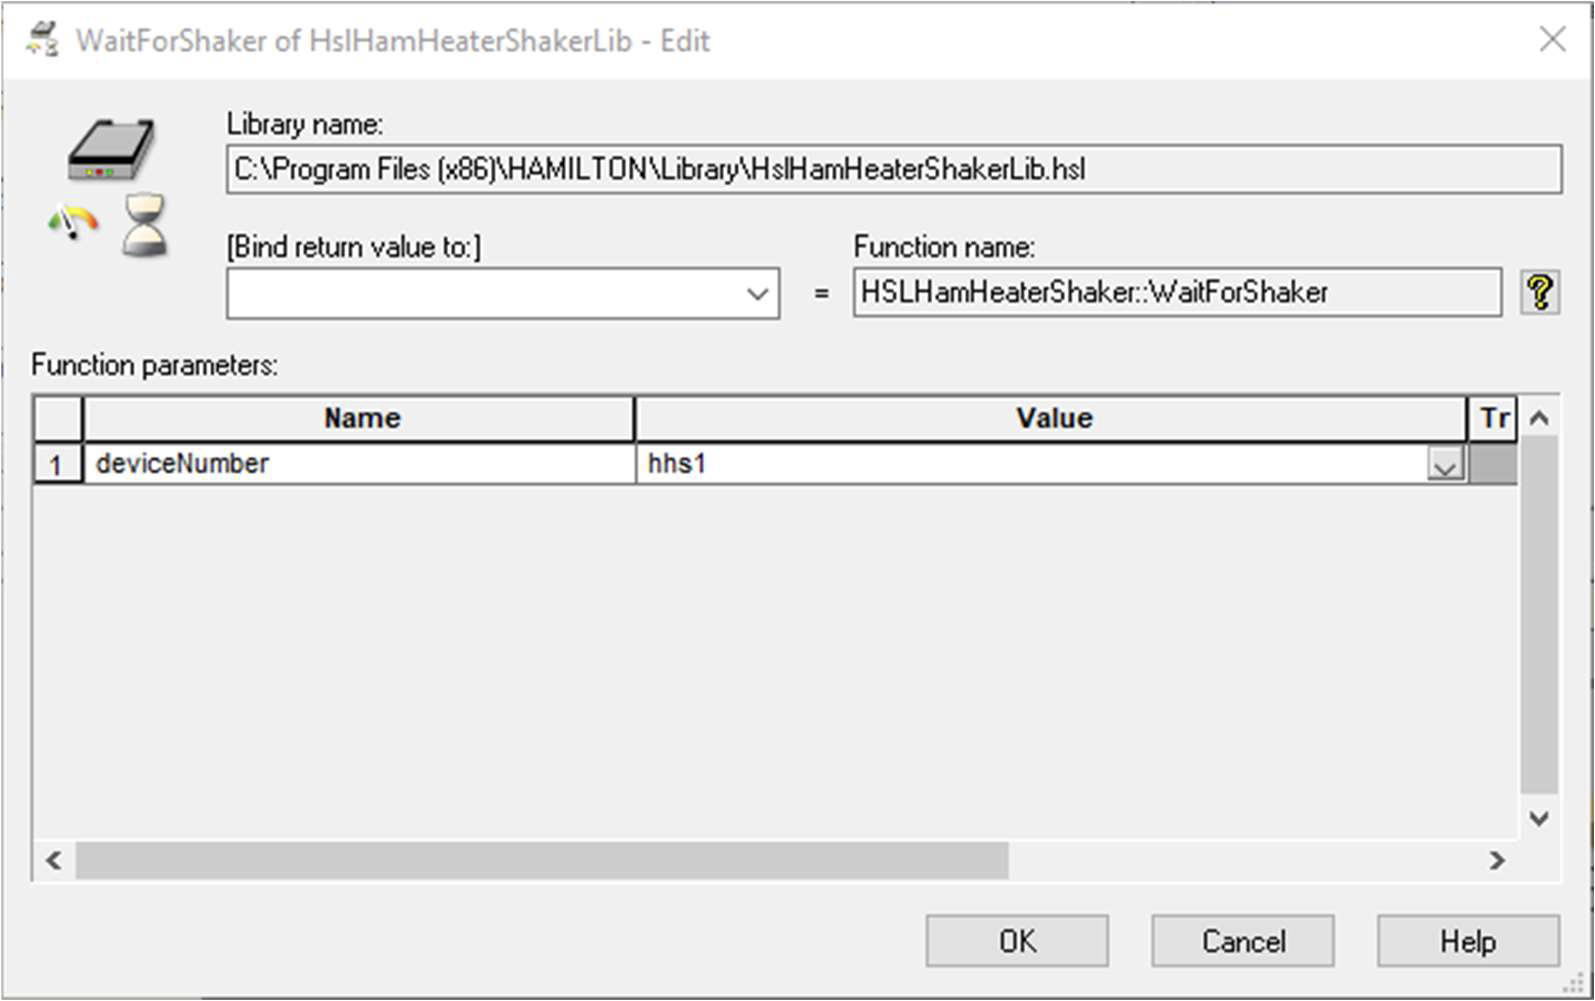 WaitForShaker of HslHamHeaterShakerLib - Edit
Library name:
C:\Program Files (x86)\HAMILTON\Library\HslHamHeaterShakerLib.hsl
[Bind return value to:]
Function name:
=
HSLHamHeaterShaker::WaitForShaker
?
Function parameters:
Name Value Tr
1 deviceNumber hhs1
OK Cancel Help